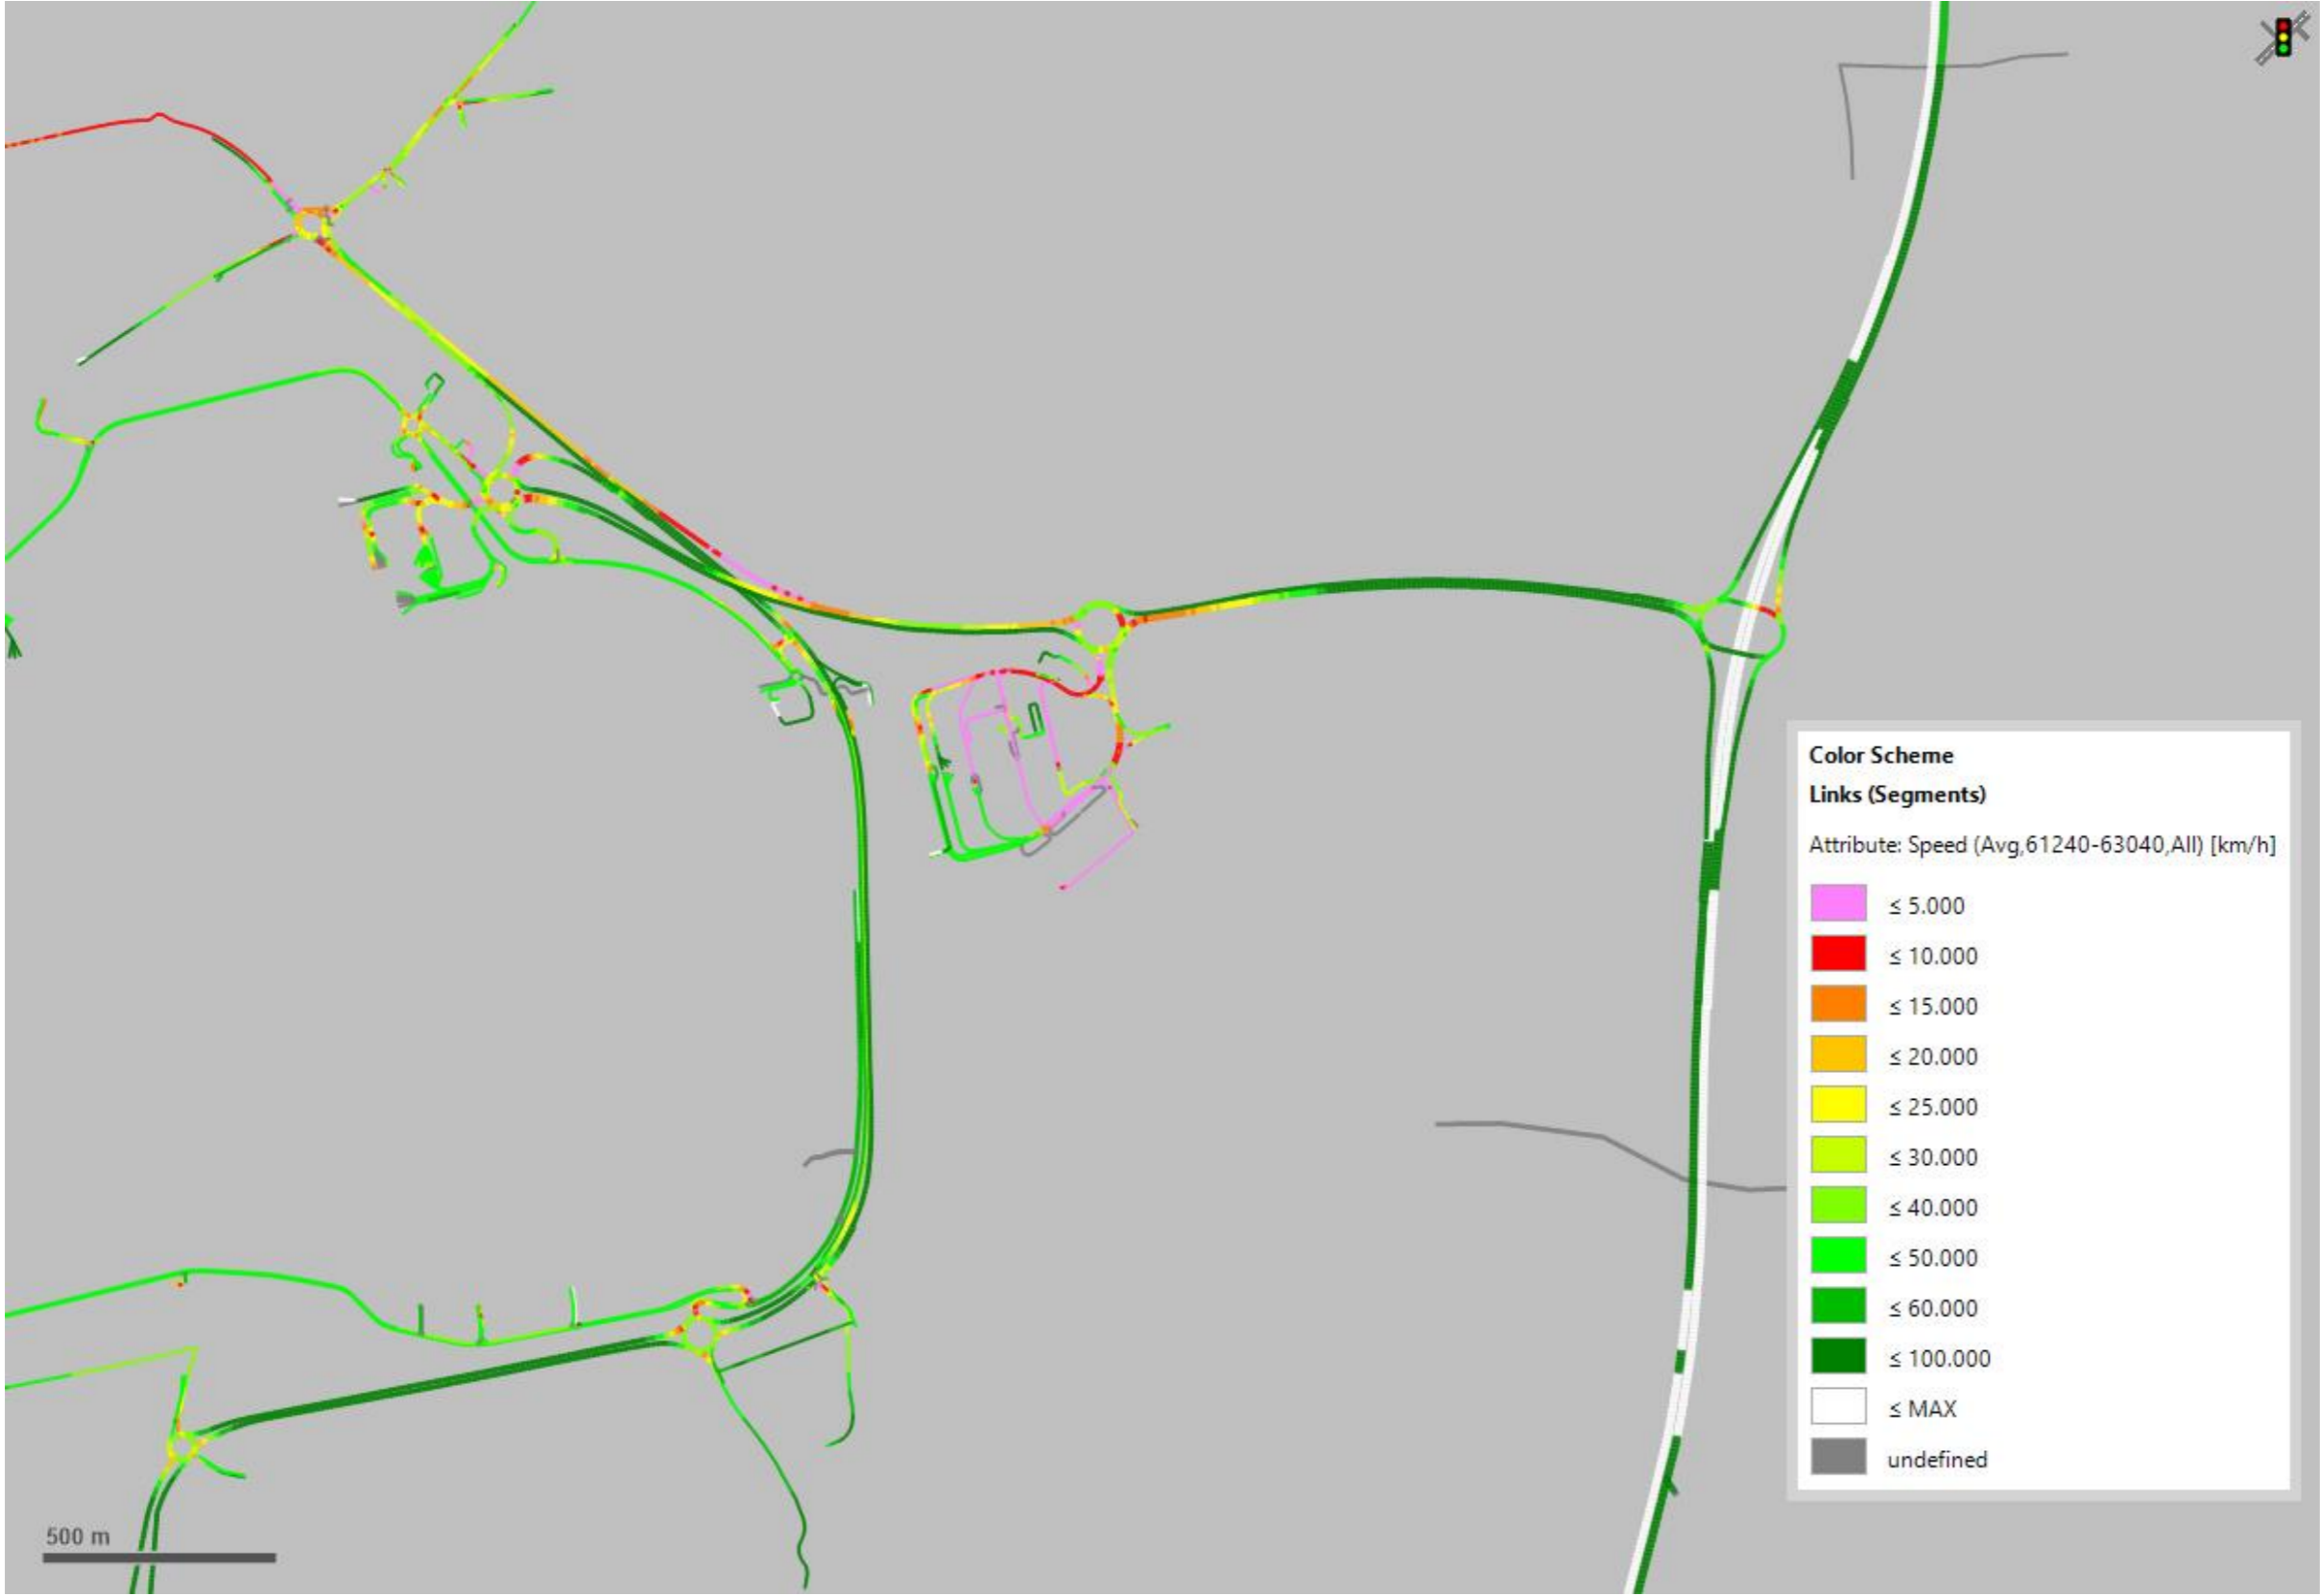 Color Scheme
Links (Segments)
Attribute: Speed (Avg,61240-63040,All) [km/h]
≤ 5.000
≤ 10.000
≤ 15.000
≤ 20.000
≤ 25.000
≤ 30.000
≤ 40.000
≤ 50.000
≤ 60.000
≤ 100.000
≤ MAX
undefined
500 m